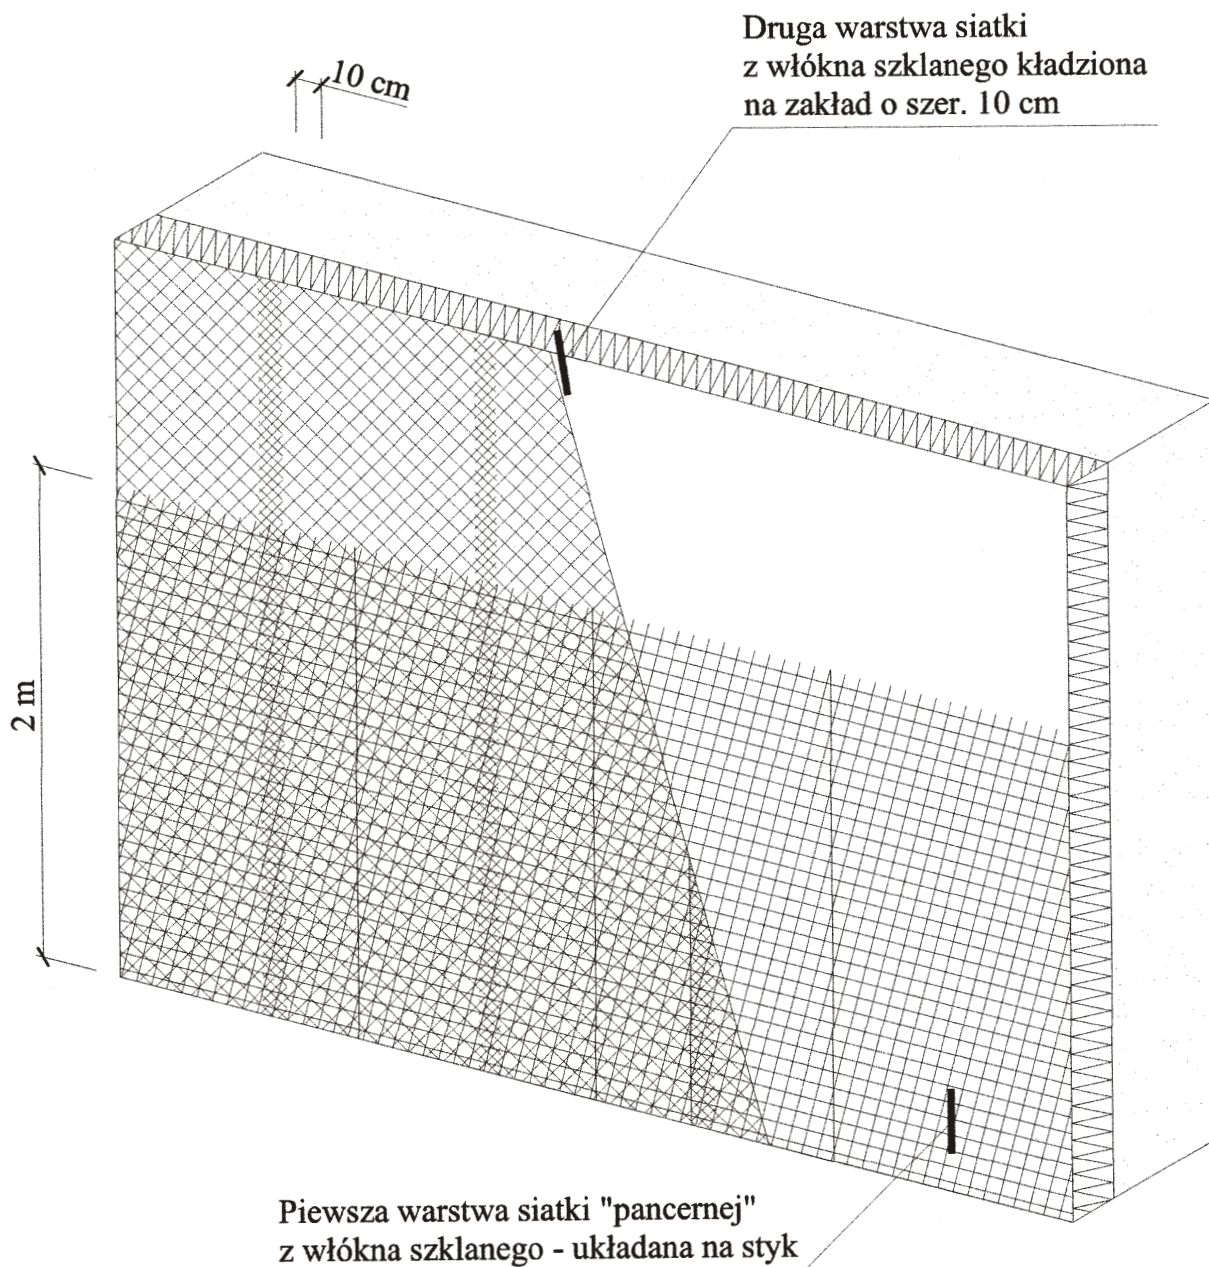 Druga warstwa siatki
z włókna szklanego kładziona
na zakład o szer. 10 cm
10 cm
2 m
Piewsza warstwa siatki "pancernej"
z włókna szklanego - układana na styk